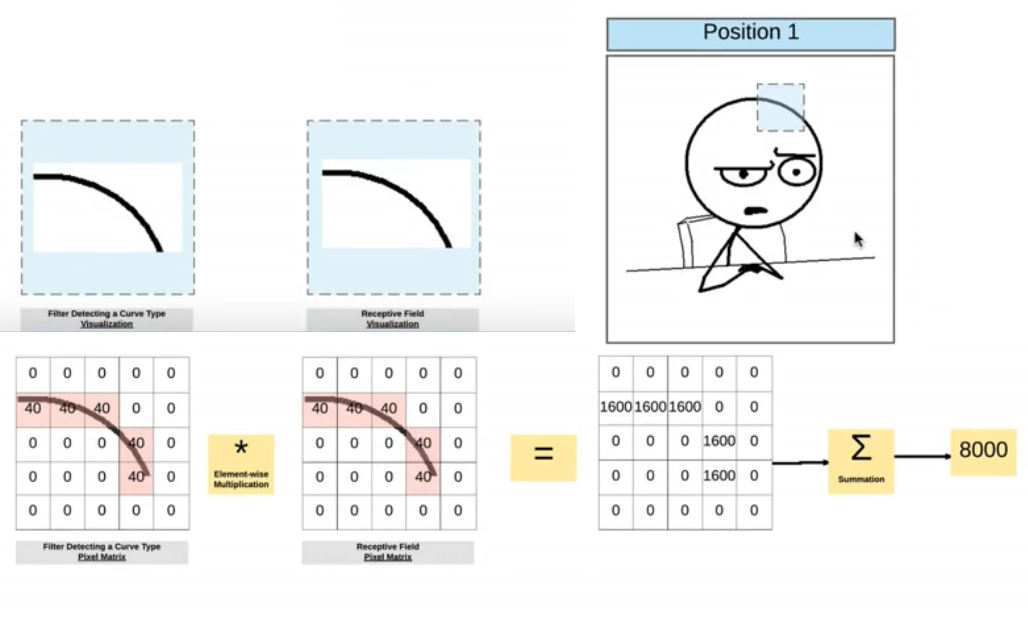 Position 1
Filter Detecting a Curve Type
Visualization
Receptive Field
Visualization
0 0 0 0 0
40 40 40 0 0
0 0 0 40 0
0 0 0 40 0
0 0 0 0 0
Filter Detecting a Curve Type
Pixel Matrix
*
Element-wise
Multiplication
0 0 0 0 0
40 40 40 0 0
0 0 0 40 0
0 0 0 40 0
0 0 0 0 0
Receptive Field
Pixel Matrix
=
0 0 0 0 0
1600 1600 1600 0 0
0 0 0 1600 0
0 0 0 1600 0
0 0 0 0 0
Σ
Summation
8000